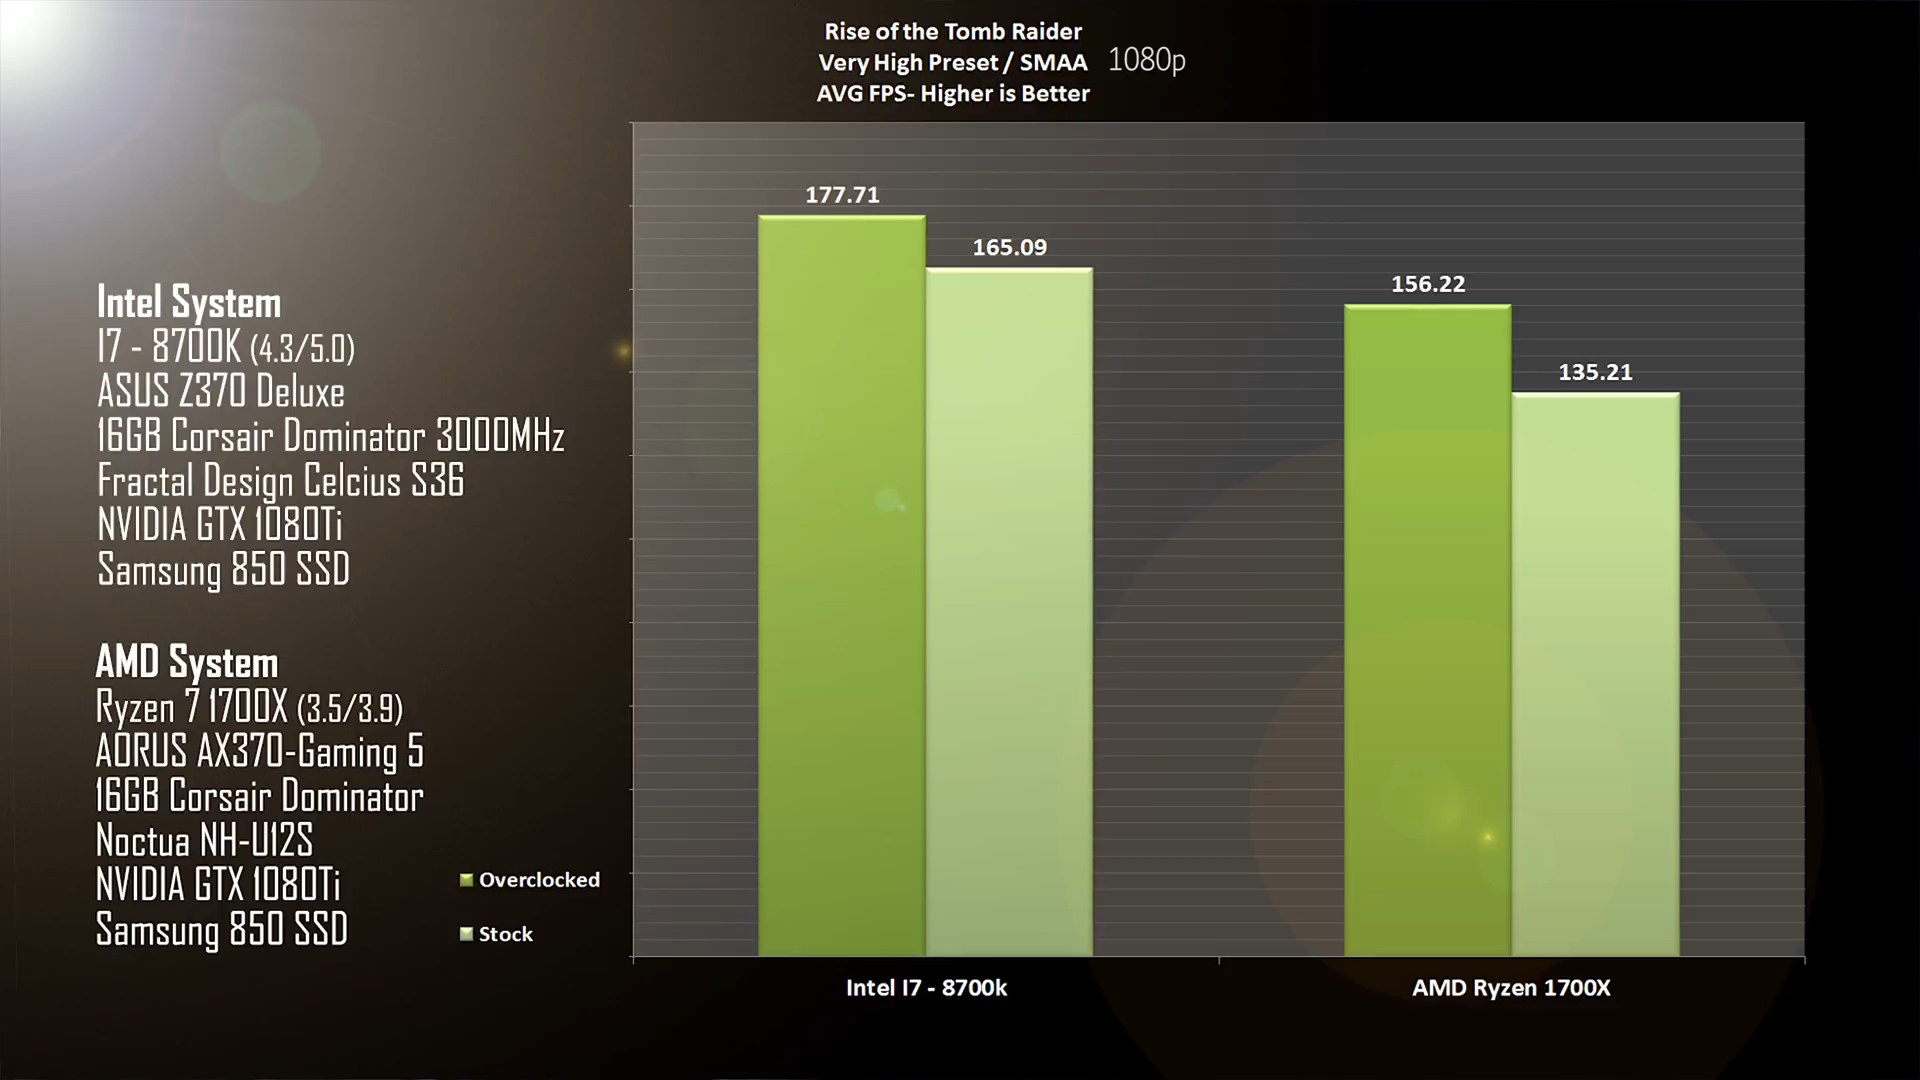 Rise of the Tomb Raider
Very High Preset / SMAA 1080p
AVG FPS- Higher is Better
177.71
165.09
156.22
135.21
Intel System
I7 - 8700K (4.3/5.0)
ASUS Z370 Deluxe
16GB Corsair Dominator 3000MHz
Fractal Design Celcius S36
NVIDIA GTX 1080Ti
Samsung 850 SSD
AMD System
Ryzen 7 1700X (3.5/3.9)
AORUS AX370-Gaming 5
16GB Corsair Dominator
Noctua NH-U12S
NVIDIA GTX 1080Ti
Samsung 850 SSD
Overclocked
Stock
Intel I7 - 8700k
AMD Ryzen 1700X